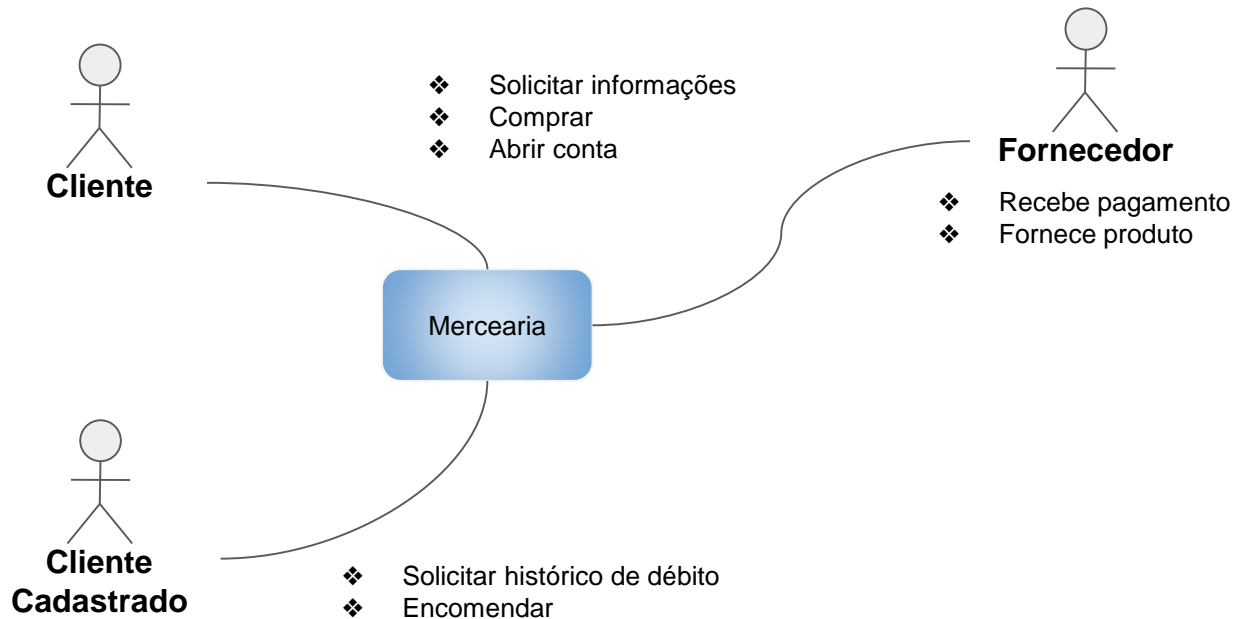 Cliente
❖ Solicitar informações
❖ Comprar
❖ Abrir conta
Fornecedor
❖ Recebe pagamento
❖ Fornece produto
Mercearia
Cliente
Cadastrado
❖ Solicitar histórico de débito
❖ Encomendar